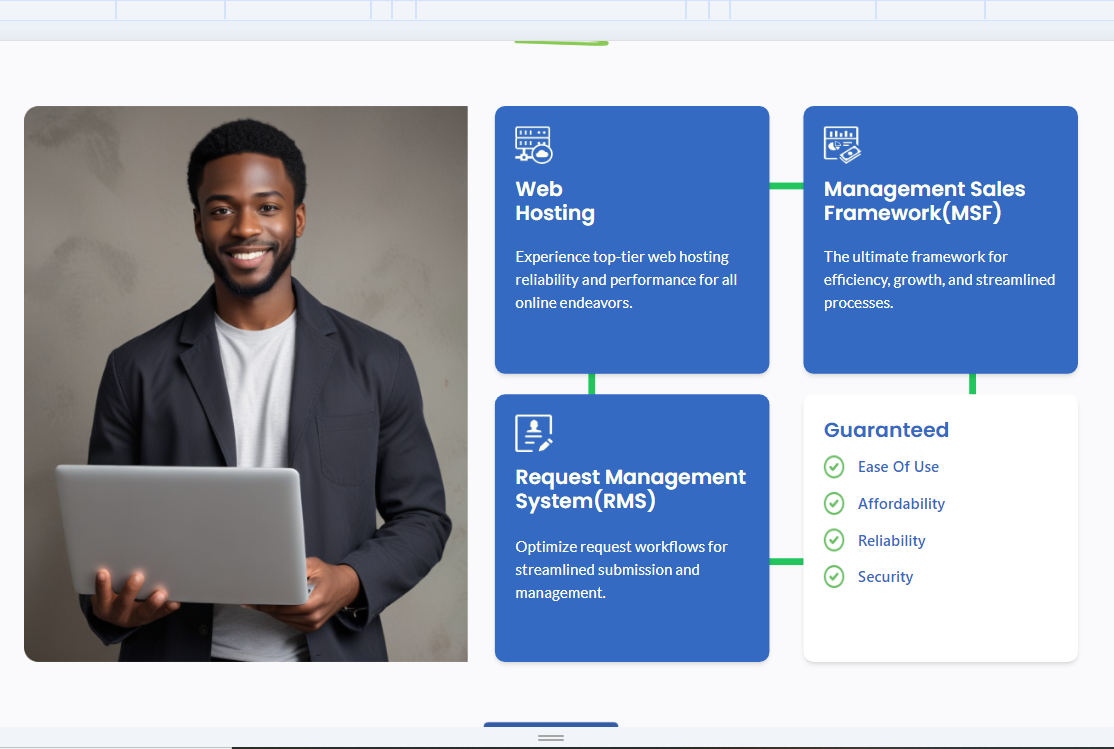 Web
Hosting
Experience top-tier web hosting
reliability and performance for all
online endeavors.
Management Sales
Framework(MSF)
The ultimate framework for
efficiency, growth, and streamlined
processes.
Request Management
System(RMS)
Optimize request workflows for
streamlined submission and
management.
Guaranteed
Ease Of Use
Affordability
Reliability
Security